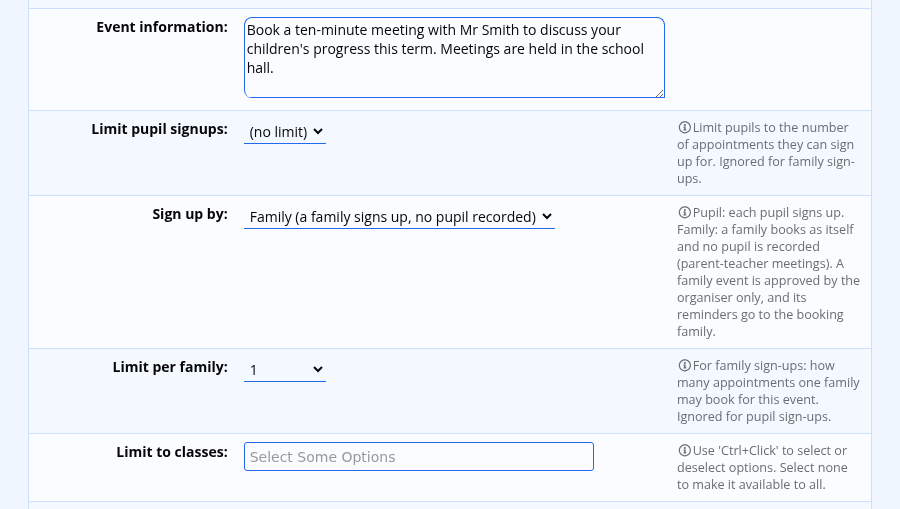 Event information:
Book a ten-minute meeting with Mr Smith to discuss your
children's progress this term. Meetings are held in the school
hall.
Limit pupil signups:
(no limit)
Limit pupils to the number
of appointments they can sign
up for. Ignored for family sign-
ups.
Sign up by:
Family (a family signs up, no pupil recorded)
Pupil: each pupil signs up.
Family: a family books as itself
and no pupil is recorded
(parent-teacher meetings). A
family event is approved by the
organiser only, and its
reminders go to the booking
family.
Limit per family:
1
For family sign-ups: how
many appointments one family
may book for this event.
Ignored for pupil sign-ups.
Limit to classes:
Select Some Options
Use 'Ctrl+Click' to select or
deselect options. Select none
to make it available to all.